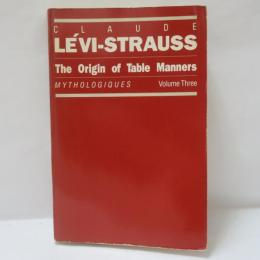 CLAUDE
LÉVI-STRAUSS
The Origin of Table Manners
MYTHOLOGIQUES Volume Three